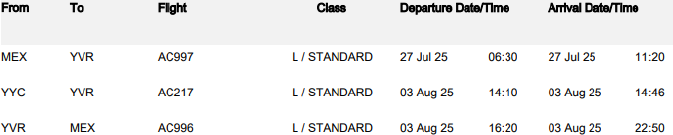 From To Flight Class Departure Date/Time Arrival Date/Time
MEX YVR AC997 L / STANDARD 27 Jul 25 06:30 27 Jul 25 11:20
YYC YVR AC217 L / STANDARD 03 Aug 25 14:10 03 Aug 25 14:46
YVR MEX AC996 L / STANDARD 03 Aug 25 16:20 03 Aug 25 22:50